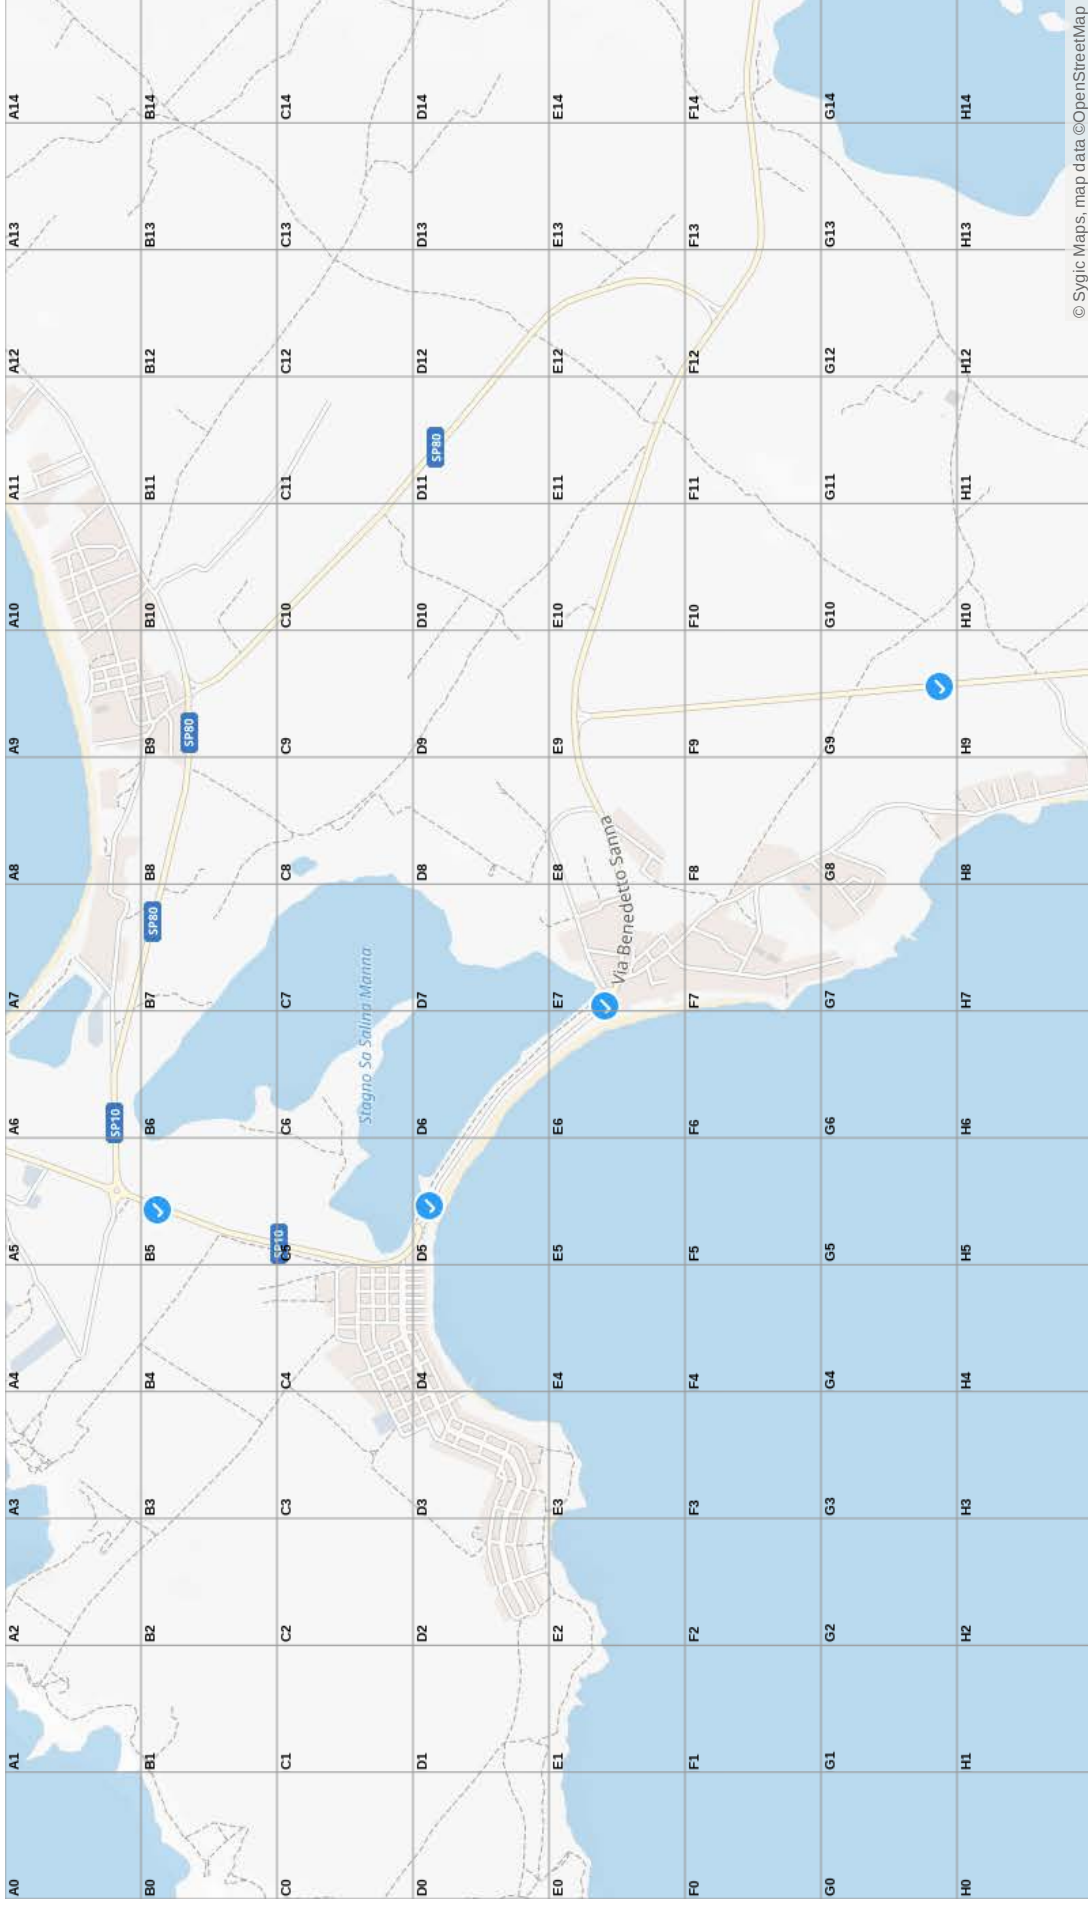 A0 A1 A2 A3 A4 A5 A6 A7 A8 A9 A10 A11 A12 A13 A14
SP10
B0 B1 B2 B3 B4 B5 B6 B7 B8 B9 B10 B11 B12 B13 B14
SP80
SP80
SP10
C0 C1 C2 C3 C4 C5 C6 C7 C8 C9 C10 C11 C12 C13 C14
Stagno Sa Salina Manna
D0 D1 D2 D3 D4 D5 D6 D7 D8 D9 D10 D11 D12 D13 D14
SP80
E0 E1 E2 E3 E4 E5 E6 E7 E8 E9 E10 E11 E12 E13 E14
Via Benedetto Sanna
F0 F1 F2 F3 F4 F5 F6 F7 F8 F9 F10 F11 F12 F13 F14
G0 G1 G2 G3 G4 G5 G6 G7 G8 G9 G10 G11 G12 G13 G14
H0 H1 H2 H3 H4 H5 H6 H7 H8 H9 H10 H11 H12 H13 H14
© Sygic Maps, map data ©OpenStreetMap